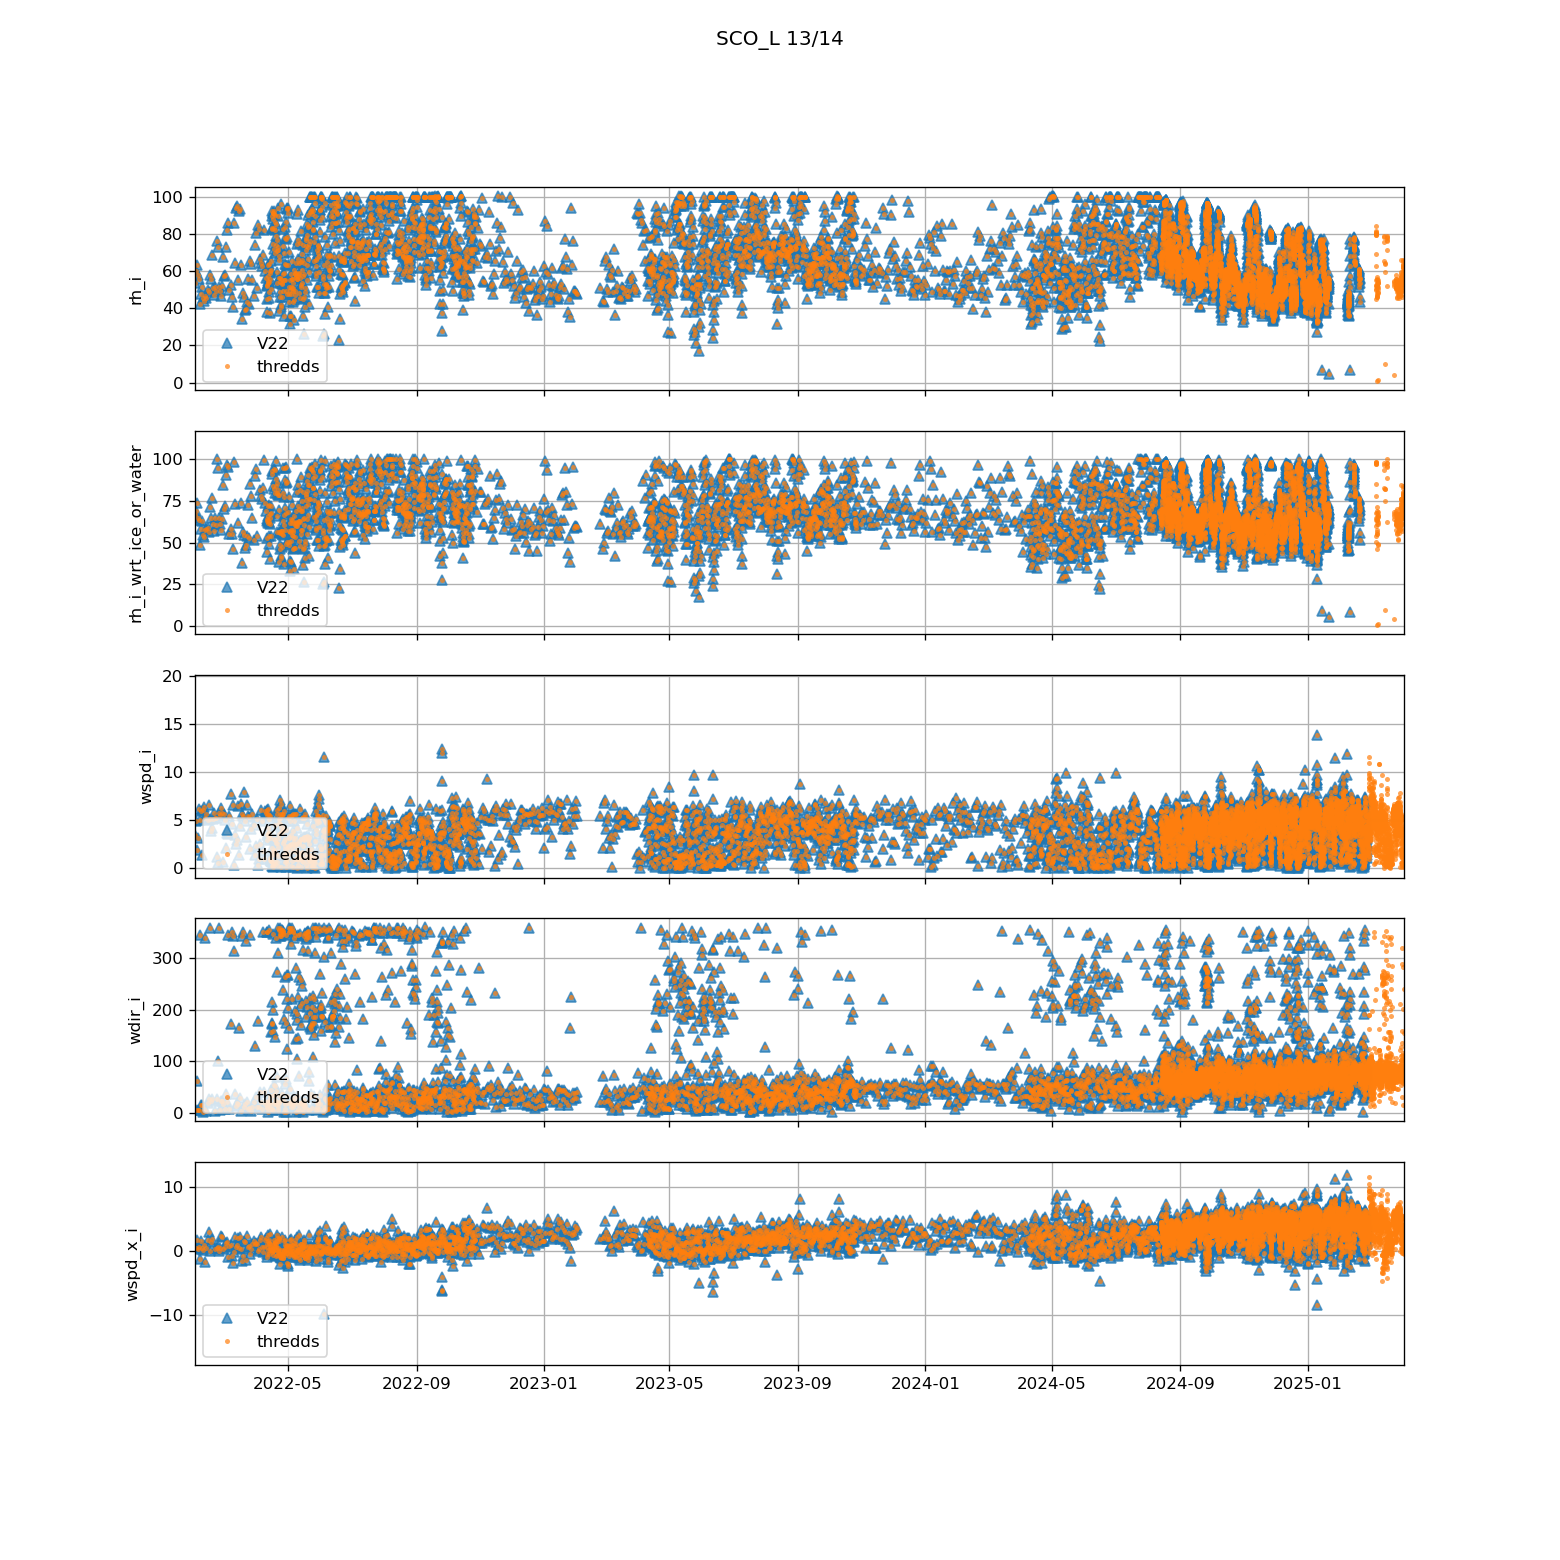 SCO_L 13/14
100
80
60
40
20
0
rh_i
V22
thredds
100
75
50
25
0
rh_i_wrt_ice_or_water
V22
thredds
20
15
10
5
0
wspd_i
V22
thredds
300
200
100
0
wdir_i
V22
thredds
10
0
−10
wspd_x_i
V22
thredds
2022-05 2022-09 2023-01 2023-05 2023-09 2024-01 2024-05 2024-09 2025-01